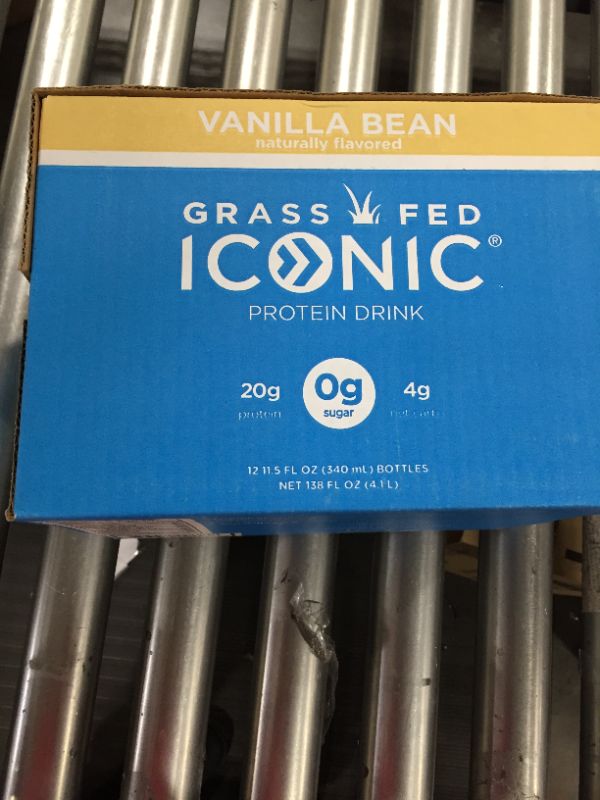 VANILLA BEAN
naturally flavored
GRASS FED
ICONIC®
PROTEIN DRINK
20g 0g 4g
protein sugar net carbs
12 11.5 FL OZ (340 mL) BOTTLES
NET 138 FL OZ (4.1 L)